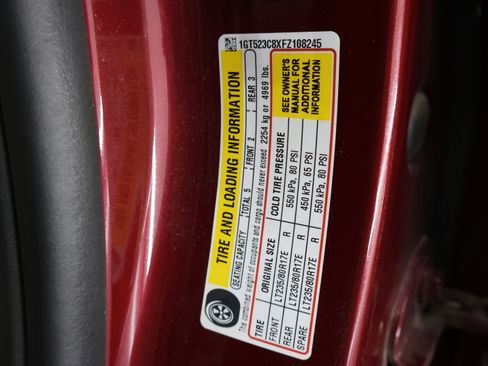 1GT523C8XFZ108245
TIRE AND LOADING INFORMATION
SEATING CAPACITY TOTAL 5 FRONT 2 REAR 3
The combined weight of occupants and cargo should never exceed 2254 kg or 4969 lbs.
TIRE ORIGINAL SIZE COLD TIRE PRESSURE
FRONT LT235/80R17E R 550 kPa, 80 PSI
REAR LT235/80R17E R 450 kPa, 65 PSI
SPARE LT235/80R17E R 550 kPa, 80 PSI
SEE OWNER'S
MANUAL FOR
ADDITIONAL
INFORMATION